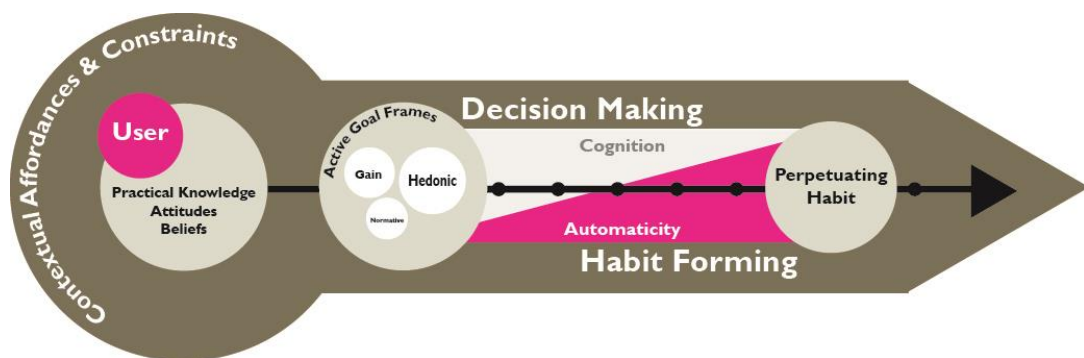 Contextual Affordances & Constraints
User
Practical Knowledge
Attitudes
Beliefs
Active Goal Frames
Gain
Hedonic
Normative
Decision Making
Cognition
Automaticity
Habit Forming
Perpetuating
Habit